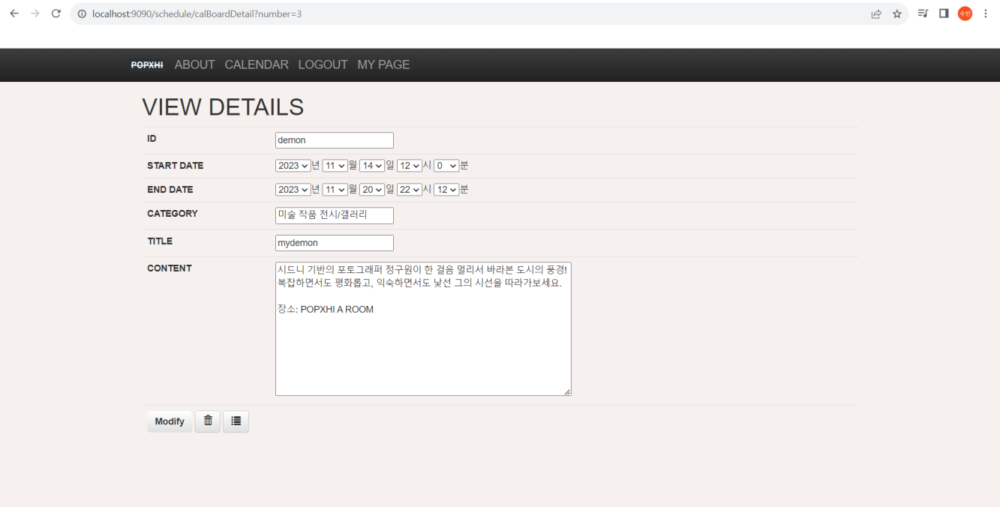 localhost:9090/schedule/calBoardDetail?number=3
수빈
POPXHI ABOUT CALENDAR LOGOUT MY PAGE
VIEW DETAILS
ID demon
START DATE 2023 년 11 월 14 일 12 시 0 분
END DATE 2023 년 11 월 20 일 22 시 12 분
CATEGORY 미술 작품 전시/갤러리
TITLE mydemon
CONTENT 시드니 기반의 포토그래퍼 정구원이 한 걸음 멀리서 바라본 도시의 풍경!
복잡하면서도 평화롭고, 익숙하면서도 낯선 그의 시선을 따라가보세요.
장소: POPXHI A ROOM
Modify